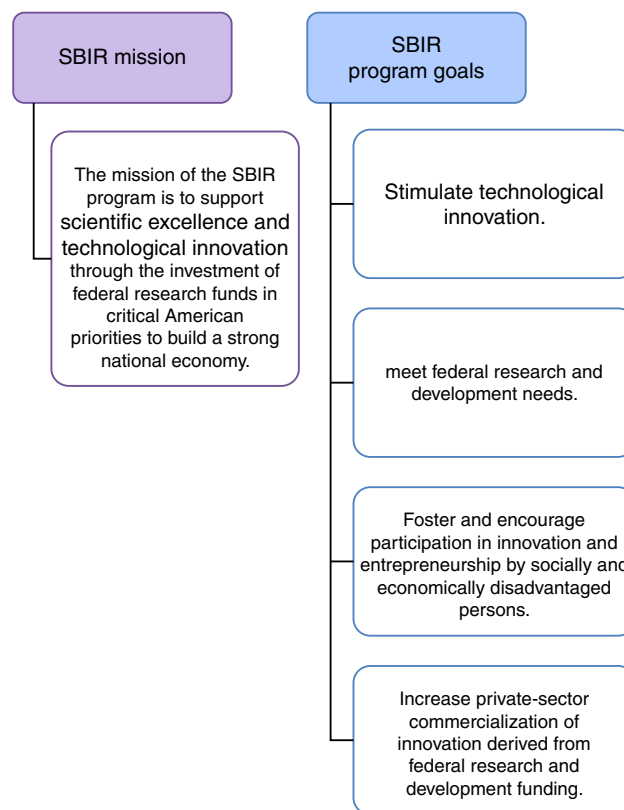 SBIR mission
The mission of the SBIR
program is to support
scientific excellence and
technological innovation
through the investment of
federal research funds in
critical American
priorities to build a strong
national economy.
SBIR
program goals
Stimulate technological
innovation.
meet federal research and
development needs.
Foster and encourage
participation in innovation and
entrepreneurship by socially and
economically disadvantaged
persons.
Increase private-sector
commercialization of
innovation derived from
federal research and
development funding.